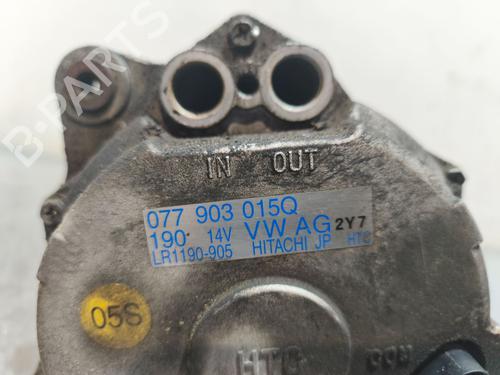 B-PARTS
IN OUT
077 903 015Q
190 14V VW AG 2Y7
LR1190-905 HITACHI JP HTC
05S
HTC